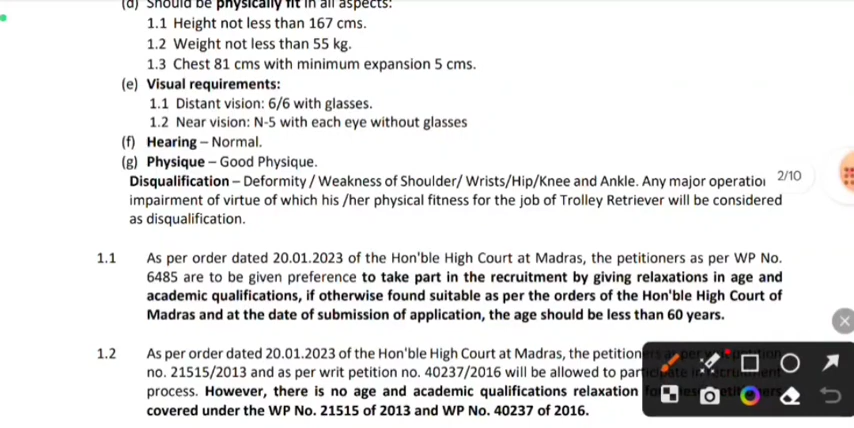 (d) Should be physically fit in all aspects:
1.1 Height not less than 167 cms.
1.2 Weight not less than 55 kg.
1.3 Chest 81 cms with minimum expansion 5 cms.
(e) Visual requirements:
1.1 Distant vision: 6/6 with glasses.
1.2 Near vision: N-5 with each eye without glasses
(f) Hearing – Normal.
(g) Physique – Good Physique.
Disqualification – Deformity / Weakness of Shoulder/ Wrists/Hip/Knee and Ankle. Any major operatio
2/10
impairment of virtue of which his /her physical fitness for the job of Trolley Retriever will be considered
as disqualification.
1.1 As per order dated 20.01.2023 of the Hon'ble High Court at Madras, the petitioners as per WP No.
6485 are to be given preference to take part in the recruitment by giving relaxations in age and
academic qualifications, if otherwise found suitable as per the orders of the Hon'ble High Court of
Madras and at the date of submission of application, the age should be less than 60 years.
1.2 As per order dated 20.01.2023 of the Hon'ble High Court at Madras, the petitioners
no. 21515/2013 and as per writ petition no. 40237/2016 will be allowed to participate in recruitment
process. However, there is no age and academic qualifications relaxation
covered under the WP No. 21515 of 2013 and WP No. 40237 of 2016.